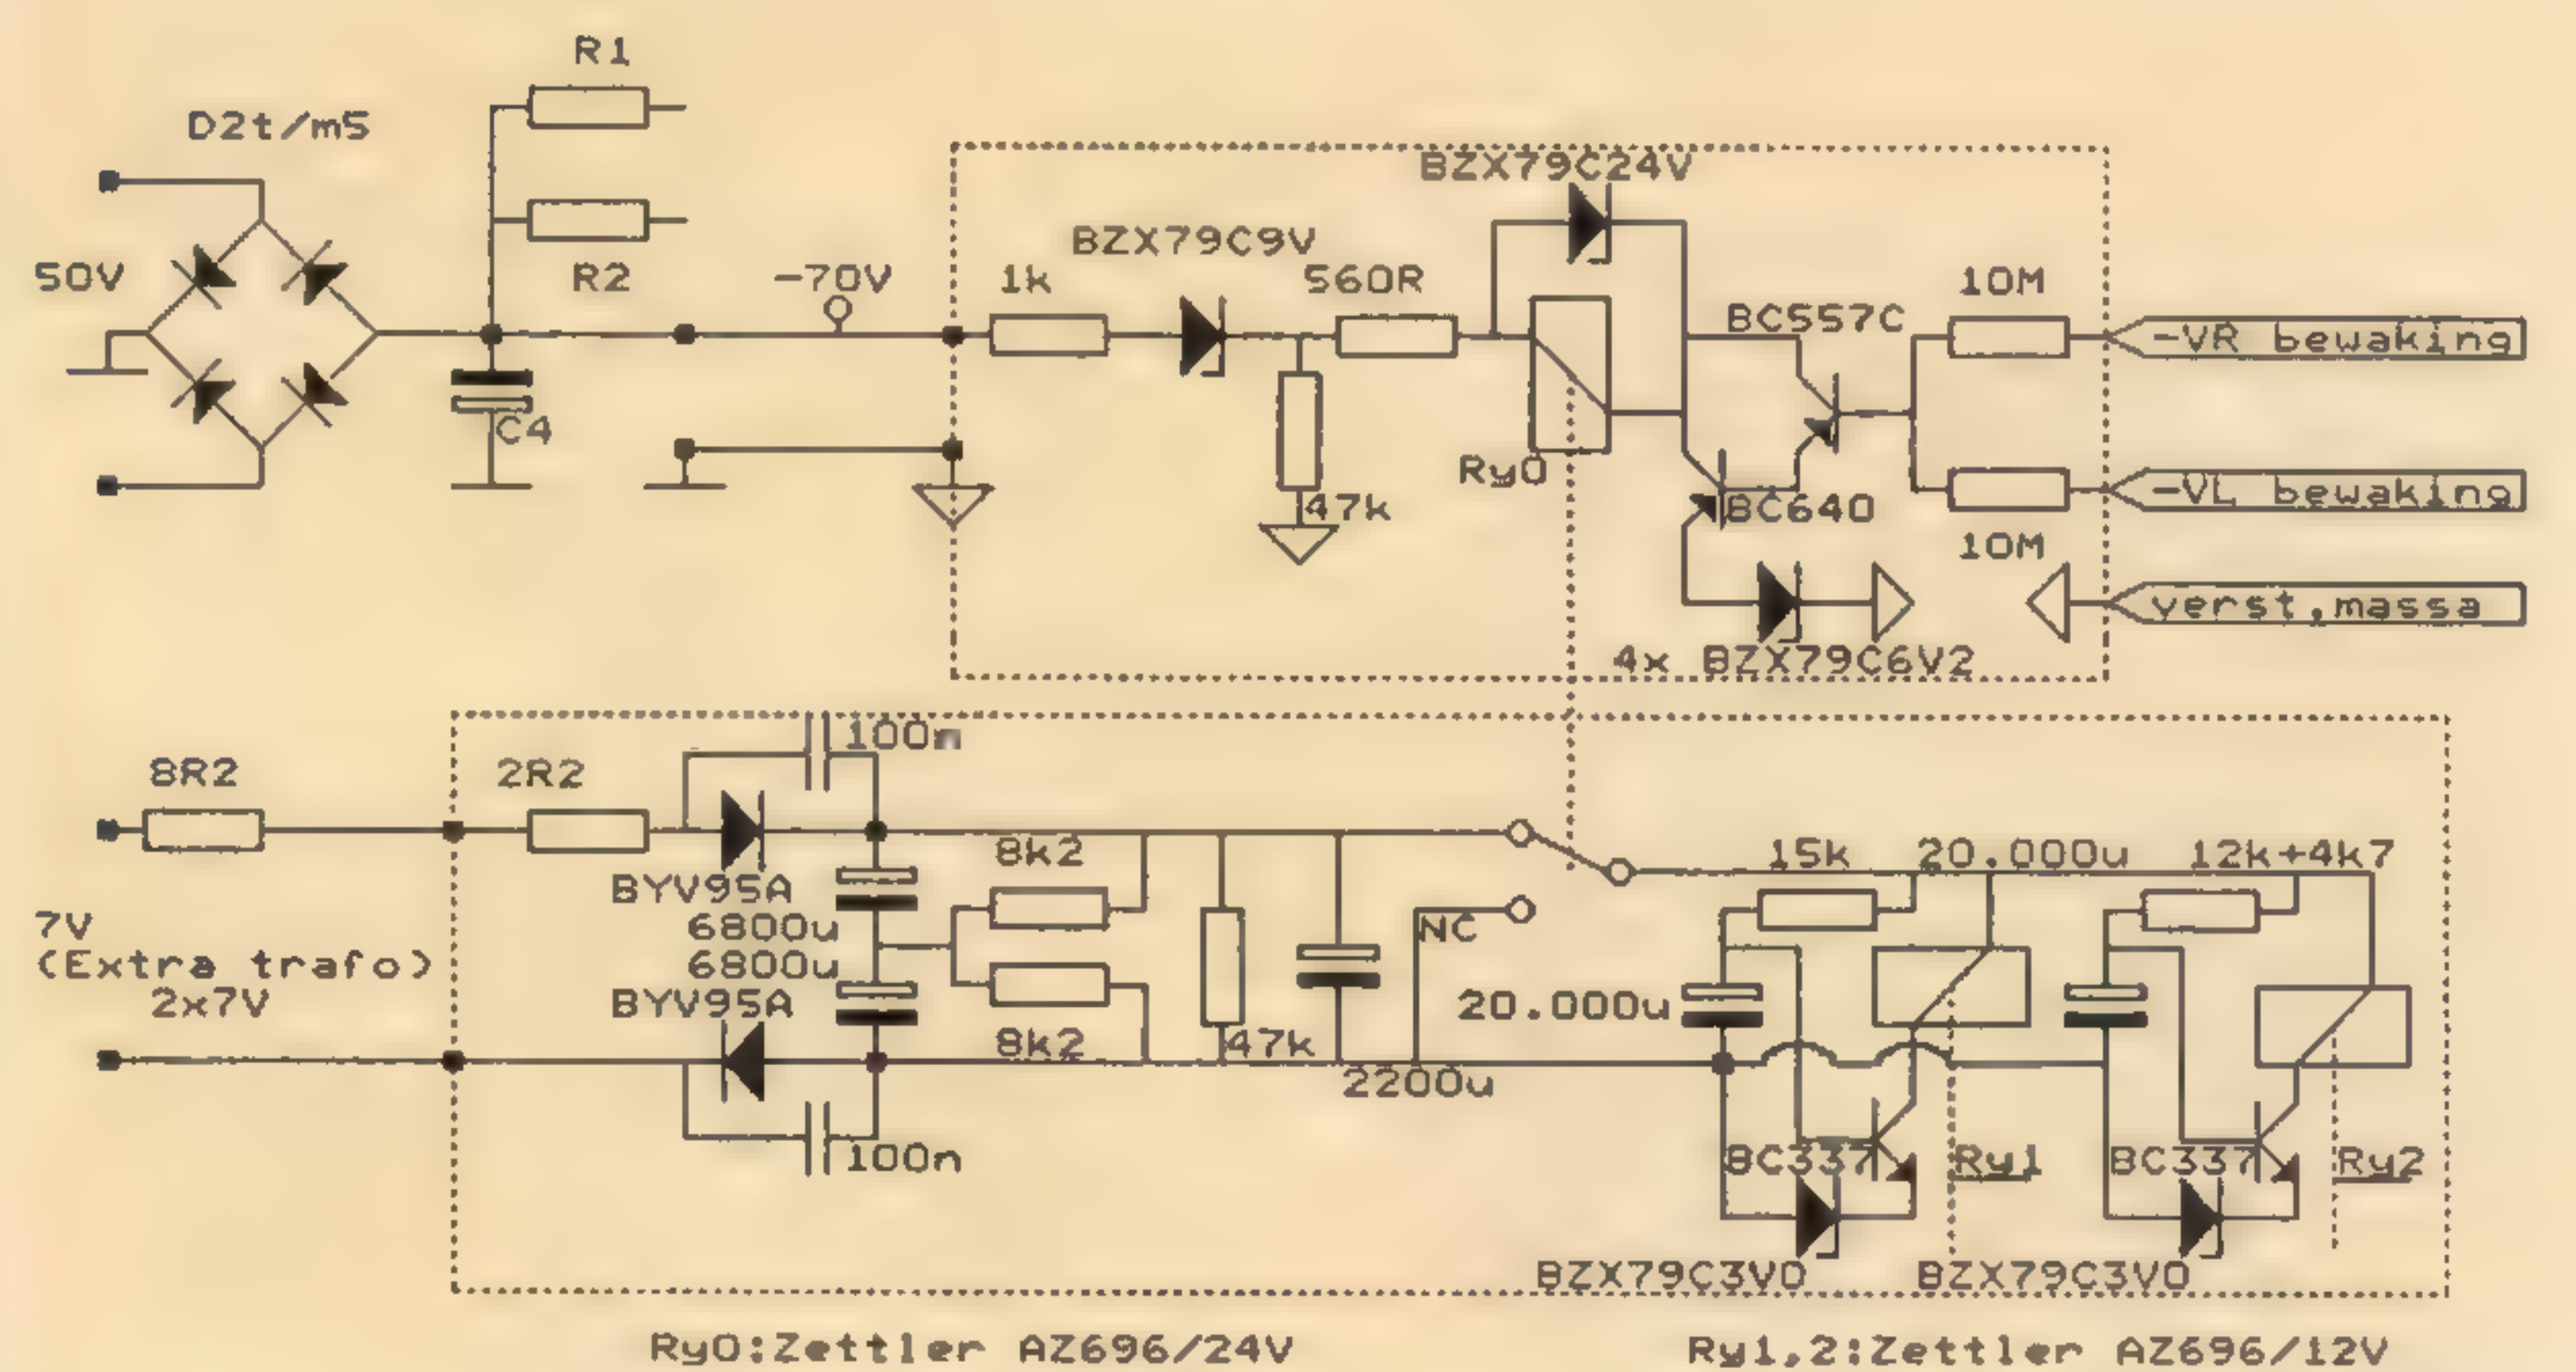 R1
D2t/m5
BZX79C24V
BZX79C9V
50V
R2
-70V
1k
560R
10M
BC557C
-VR bewaking
C4
Ry0
47k
BC640
-VL bewaking
10M
verst,massa
4x BZX79C6V2
100n
8R2
2R2
8k2
15k
20.000u
12k+4k7
BYV95A
7V
6800u
NC
(Extra trafo)
6800u
2x7V
BYV95A
20.000u
8k2
47k
2200u
100n
BC337
Ry1
BC337
Ry2
BZX79C3V0
BZX79C3V0
Ry0:Zettler AZ696/24V
Ry1,2:Zettler AZ696/12V